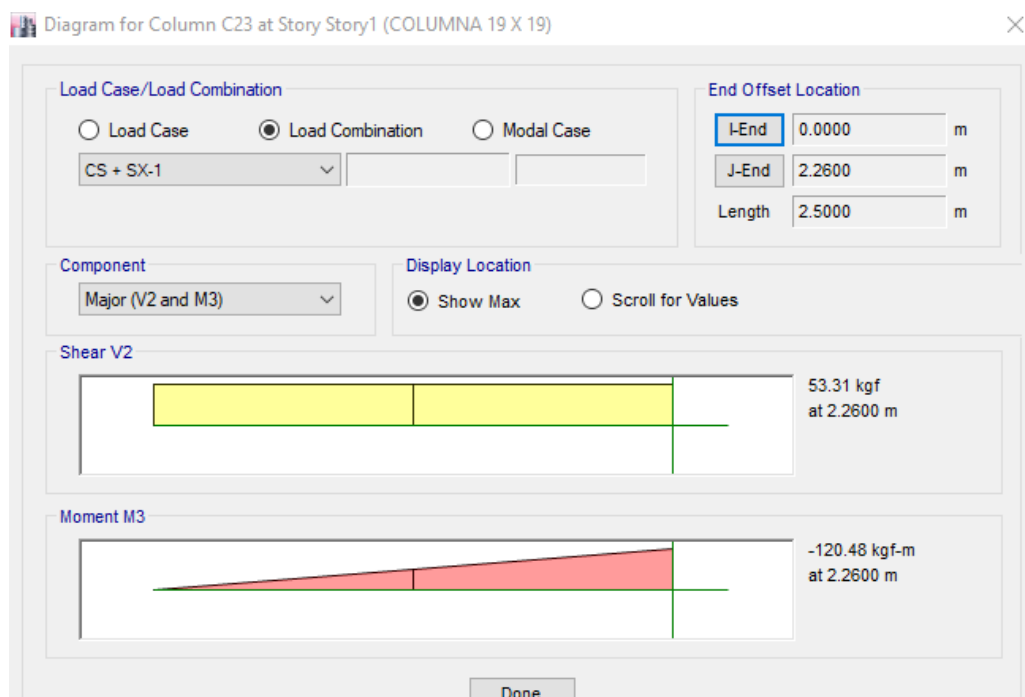 Diagram for Column C23 at Story Story1 (COLUMNA 19 X 19)
Load Case/Load Combination
Load Case
Load Combination
Modal Case
CS + SX-1
End Offset Location
I-End
0.0000
m
J-End
2.2600
m
Length
2.5000
m
Component
Major (V2 and M3)
Display Location
Show Max
Scroll for Values
Shear V2
53.31 kgf
at 2.2600 m
Moment M3
-120.48 kgf-m
at 2.2600 m
Done